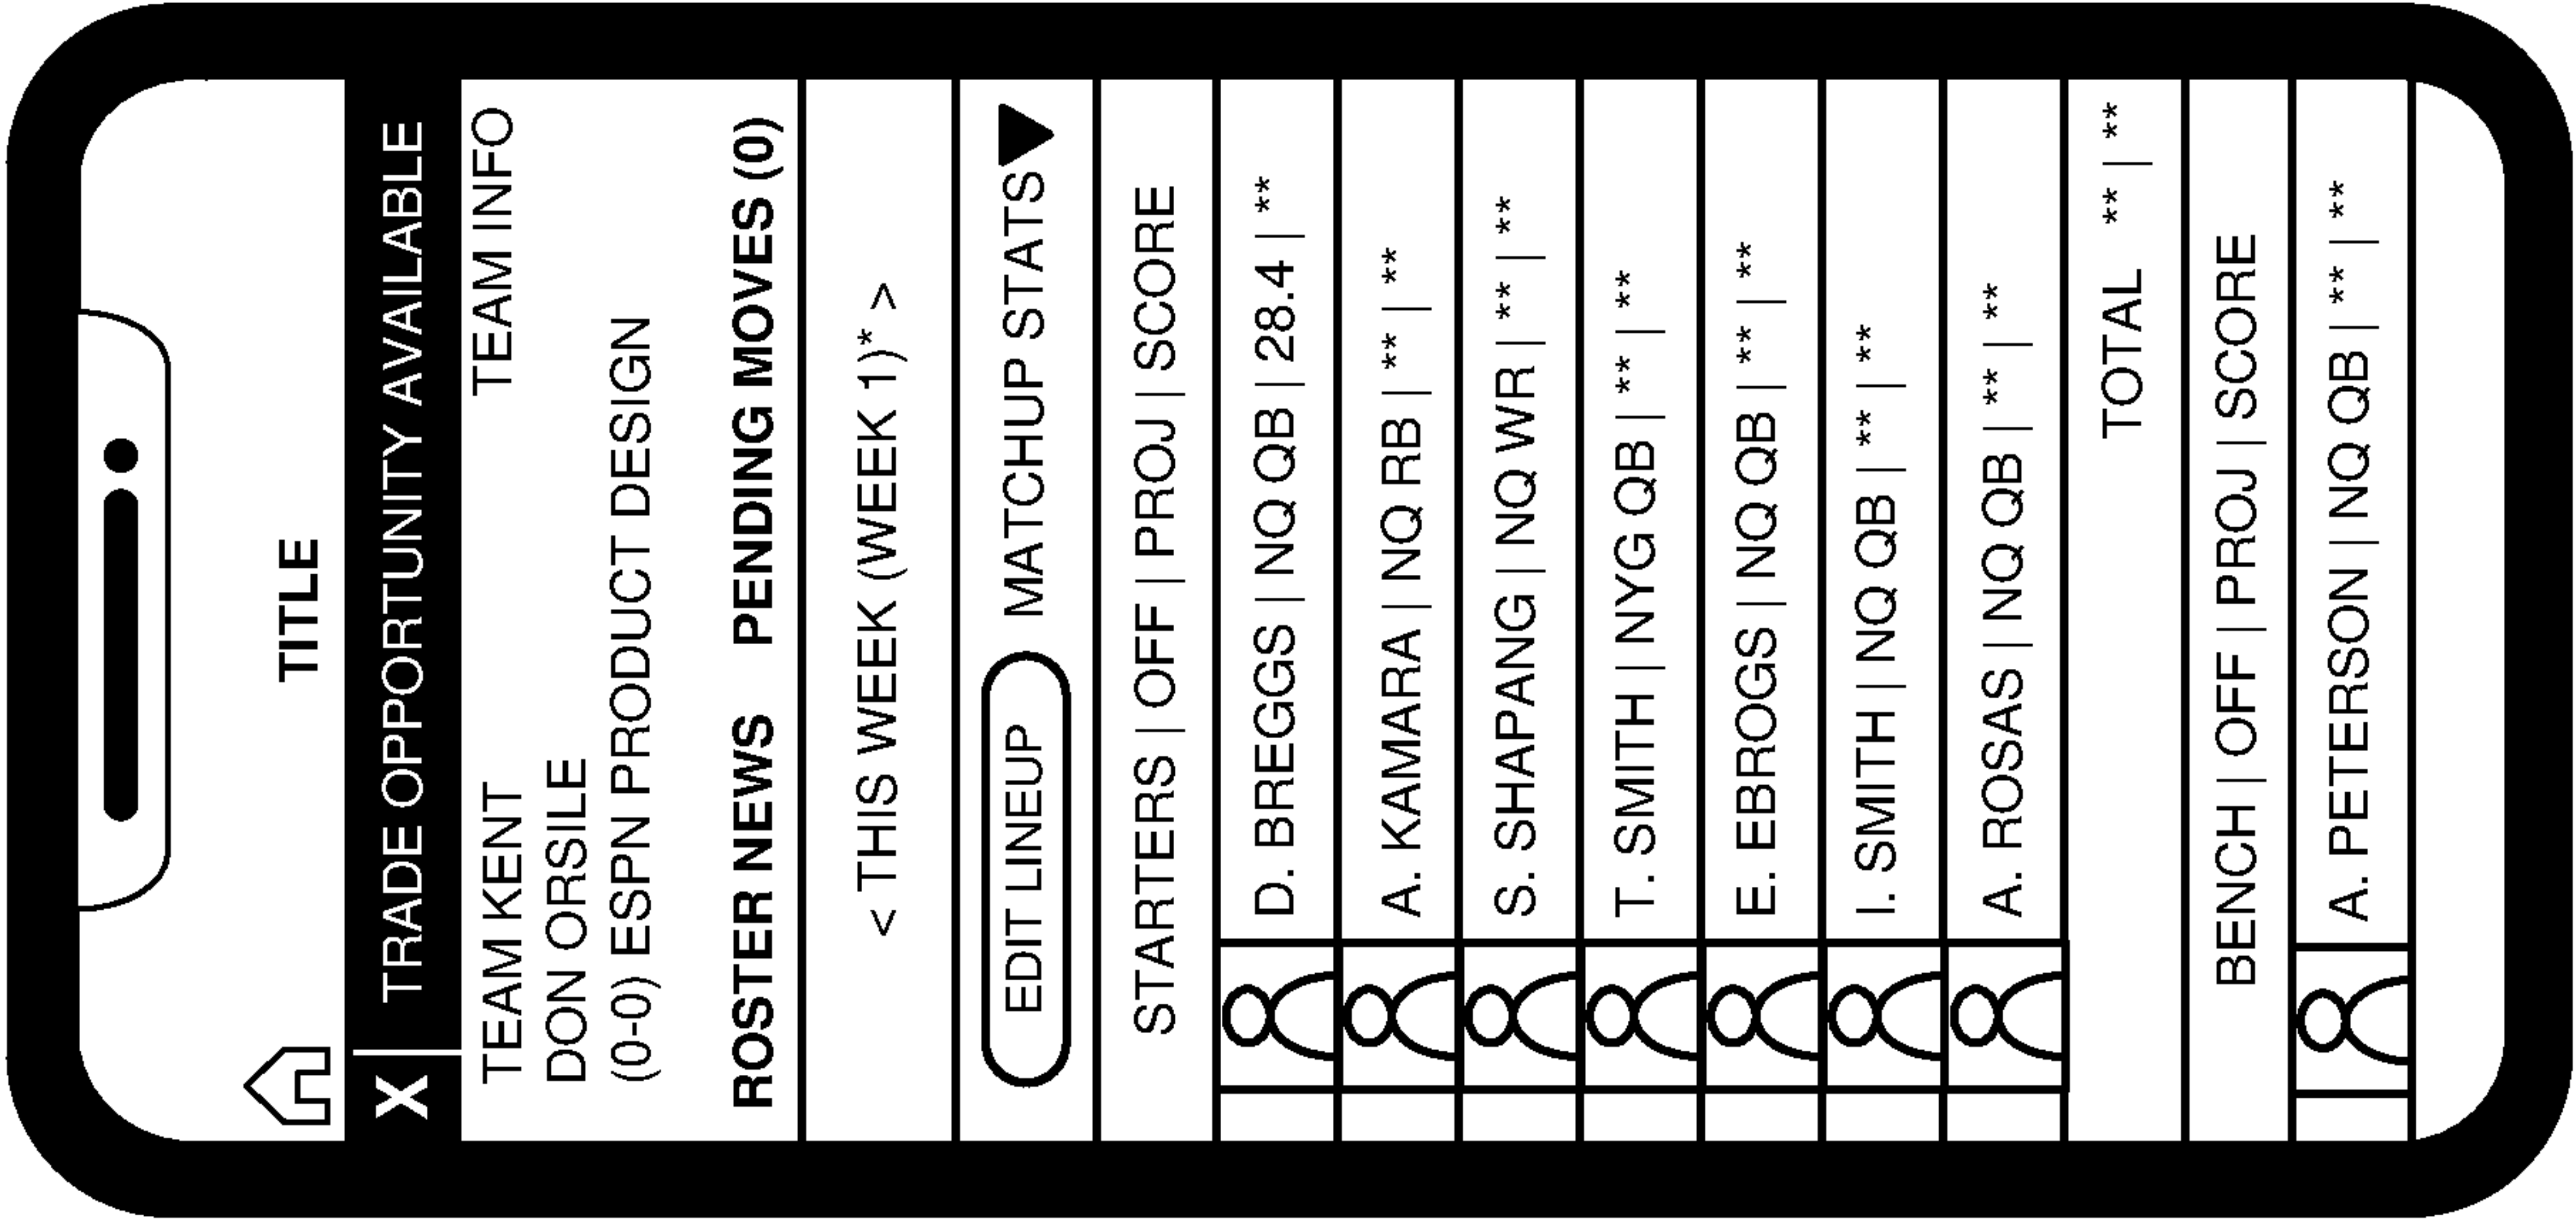 TITLE
X | TRADE OPPORTUNITY AVAILABLE
TEAM KENT TEAM INFO
DON ORSILE
(0-0) ESPN PRODUCT DESIGN
ROSTER NEWS PENDING MOVES (0)
< THIS WEEK (WEEK 1)* >
EDIT LINEUP MATCHUP STATS
STARTERS | OFF | PROJ | SCORE
D. BREGGS | NQ QB | 28.4 | **
A. KAMARA | NQ RB | ** | **
S. SHAPANG | NQ WR | ** | **
T. SMITH | NYG QB | ** | **
E. EBROGS | NQ QB | ** | **
I. SMITH | NQ QB | ** | **
A. ROSAS | NQ QB | ** | **
TOTAL ** | **
BENCH | OFF | PROJ | SCORE
A. PETERSON | NQ QB | ** | **